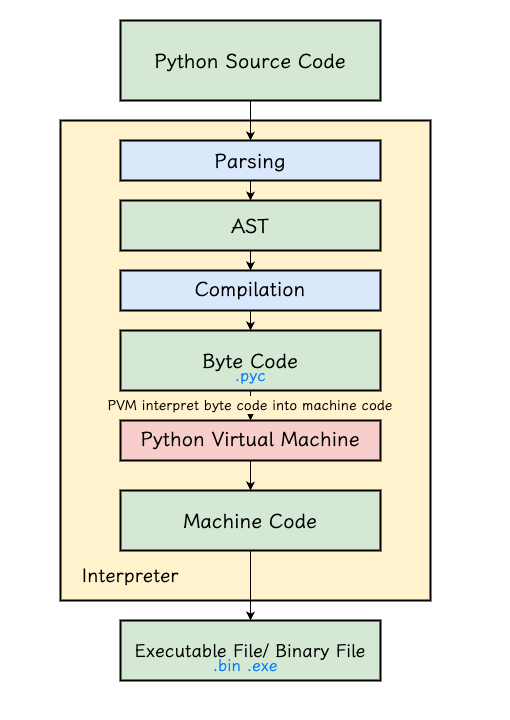 Python Source Code
Parsing
AST
Compilation
Byte Code
.pyc
PVM interpret byte code into machine code
Python Virtual Machine
Machine Code
Interpreter
Executable File/ Binary File
.bin .exe